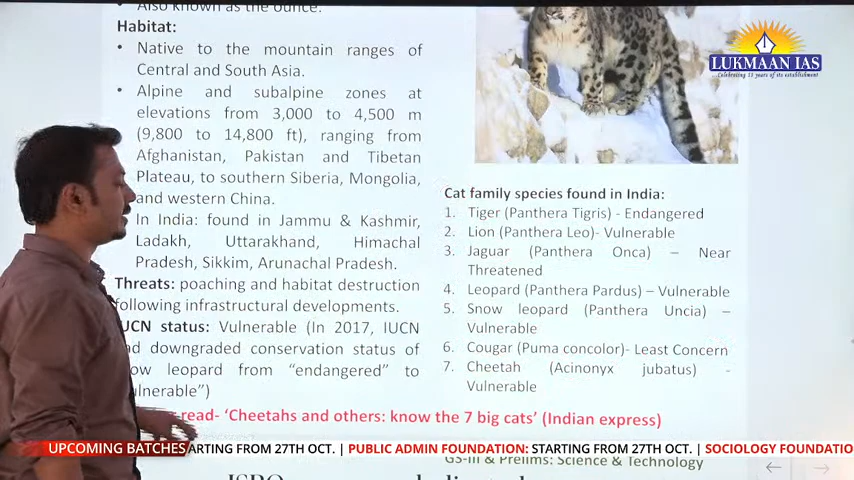 Also known as the ounce.
Habitat:
• Native to the mountain ranges of
Central and South Asia.
• Alpine and subalpine zones at
elevations from 3,000 to 4,500 m
(9,800 to 14,800 ft), ranging from
Afghanistan, Pakistan and Tibetan
Plateau, to southern Siberia, Mongolia,
and western China.
In India: found in Jammu & Kashmir,
Ladakh, Uttarakhand, Himachal
Pradesh, Sikkim, Arunachal Pradesh.
Threats: poaching and habitat destruction
following infrastructural developments.
status: Vulnerable (In 2017, IUCN
downgraded conservation status of
leopard from "endangered" to
LUKMAAN IAS
...Celebrating 13 years of its establishment
Cat family species found in India:
1. Tiger (Panthera Tigris) - Endangered
2. Lion (Panthera Leo)- Vulnerable
3. Jaguar (Panthera Onca) – Near
Threatened
4. Leopard (Panthera Pardus) – Vulnerable
5. Snow leopard (Panthera Uncia) –
Vulnerable
6. Cougar (Puma concolor)- Least Concern
7. Cheetah (Acinonyx jubatus) -
Vulnerable
read- 'Cheetahs and others: know the 7 big cats' (Indian express)
UPCOMING BATCHES ARTING FROM 27TH OCT. | PUBLIC ADMIN FOUNDATION: STARTING FROM 27TH OCT. | SOCIOLOGY FOUNDATIO
GS-III & Prelims: Science & Technology